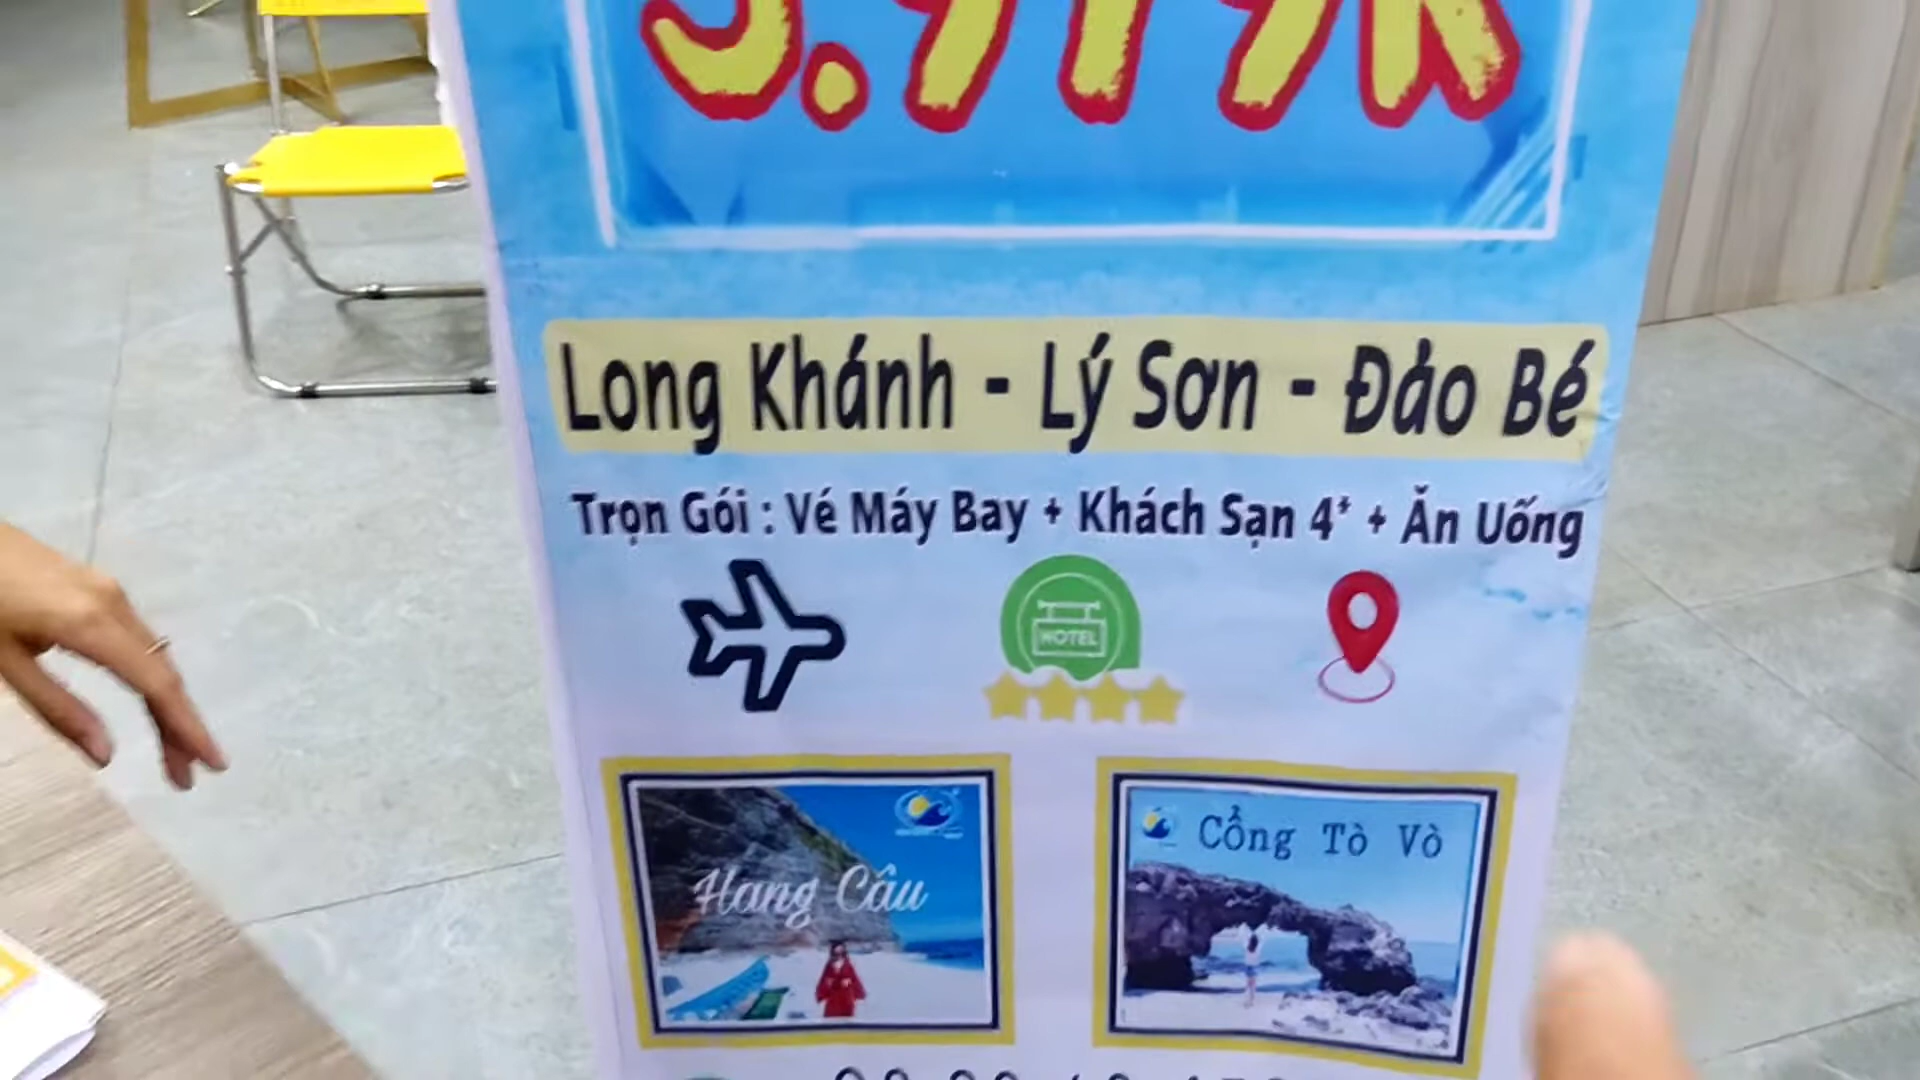 Long Khánh - Lý Sơn - Đảo Bé
Trọn Gói : Vé Máy Bay + Khách Sạn 4* + Ăn Uống
HOTEL
Hang Câu
Cổng Tò Vò